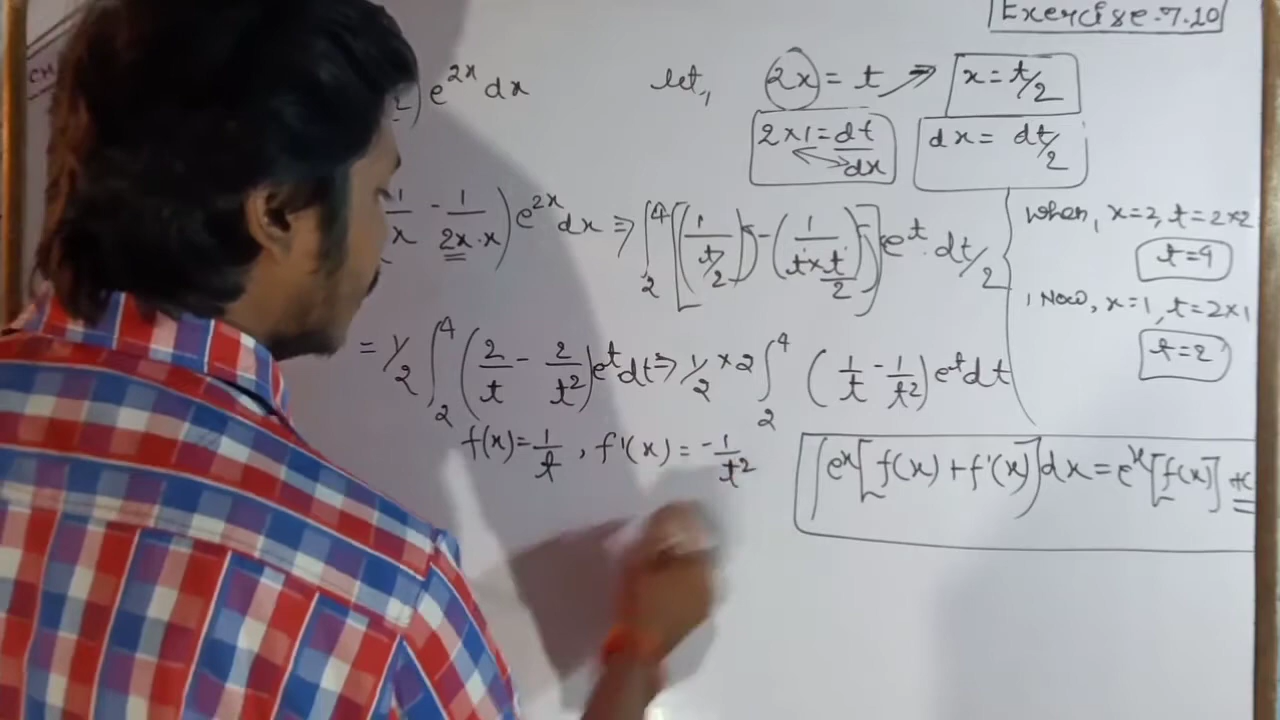 Exercise.7.10
e^{2x} dx let, 2x = t ⇒ x = t/2
2×1 = dt/dx dx = dt/2
1/x - 1/(2x·x)) e^{2x} dx ⇒ ∫_2^4 [(1/(t/2)) - (1/(t×t/2))] e^t · dt/2
When, x=2, t=2×2
t=4
, Now, x=1, t=2×1
t=2
= 1/2 ∫_2^4 (2/t - 2/t²) e^t dt ⇒ 1/2 × 2 ∫_2^4 (1/t - 1/t²) e^t dt
f(x) = 1/t , f'(x) = -1/t²
∫e^x [f(x) + f'(x)] dx = e^x [f(x)] +c